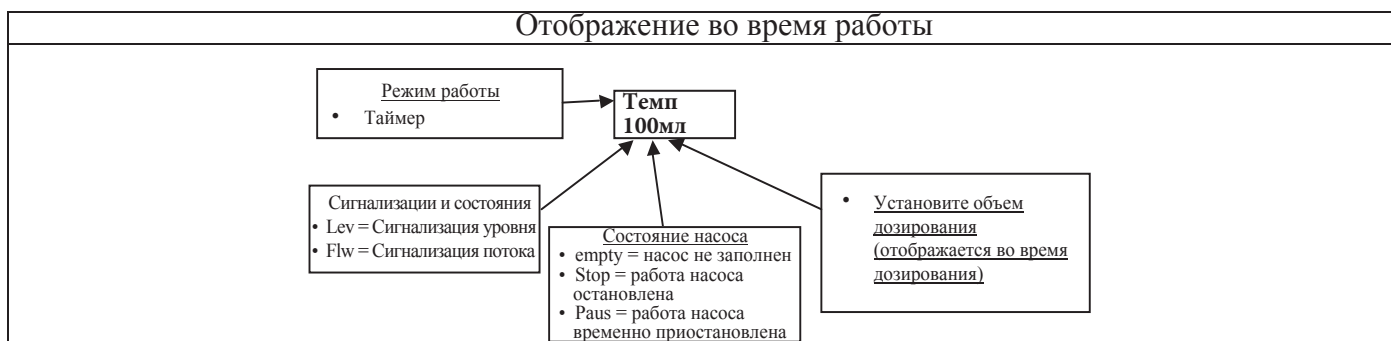 Отображение во время работы
Режим работы
• Таймер
Темп
100мл
Сигнализации и состояния
• Lev = Сигнализация уровня
• Flw = Сигнализация потока
Состояние насоса
• empty = насос не заполнен
• Stop = работа насоса
остановлена
• Paus = работа насоса
временно приостановлена
• Установите объем
дозирования
(отображается во время
дозирования)